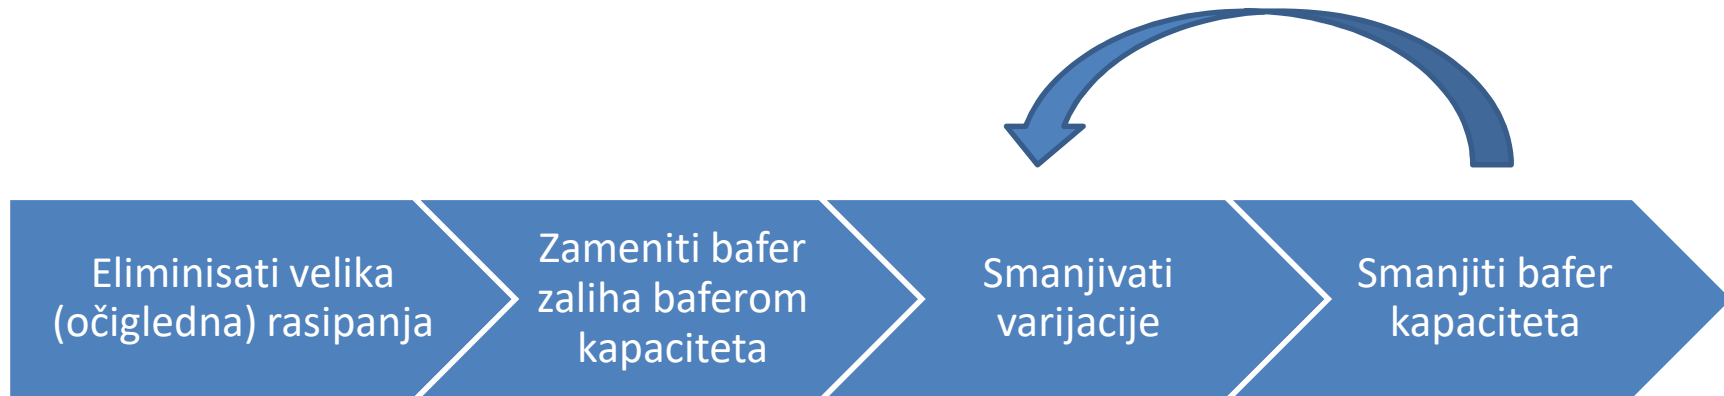 Eliminisati velika
(očigledna) rasipanja
Zameniti bafer
zaliha baferom
kapaciteta
Smanjivati
varijacije
Smanjiti bafer
kapaciteta